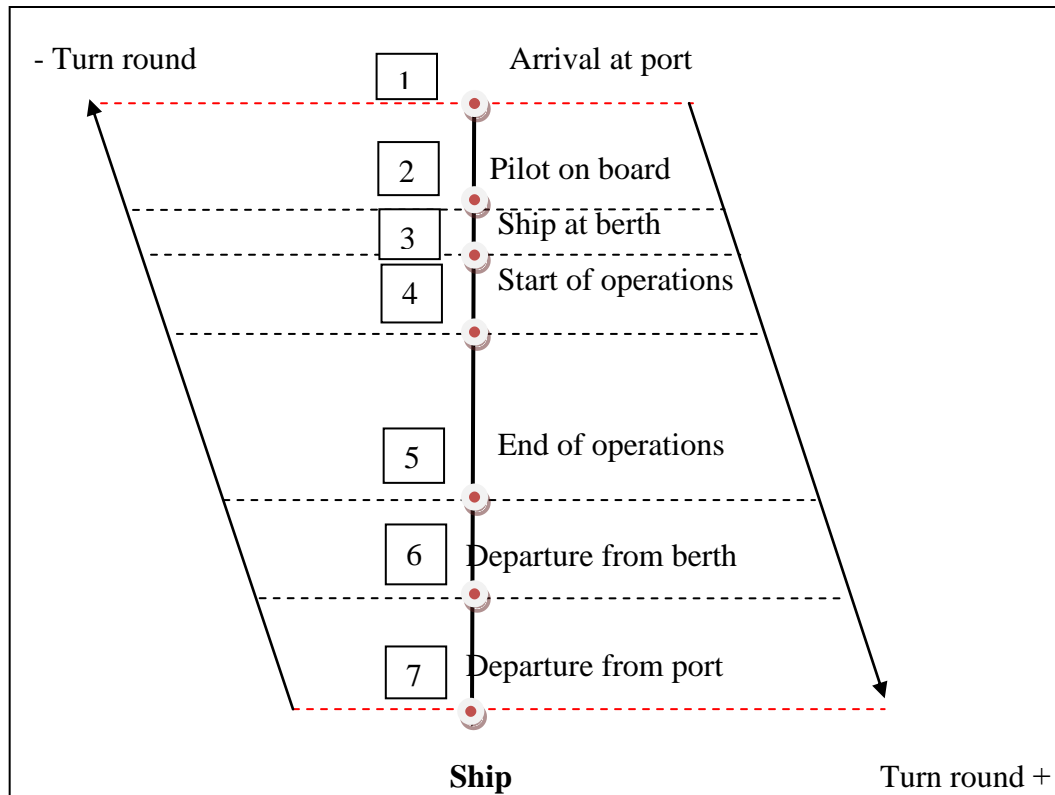 - Turn round
1
Arrival at port
2
Pilot on board
3
Ship at berth
4
Start of operations
5
End of operations
6
Departure from berth
7
Departure from port
Ship
Turn round +